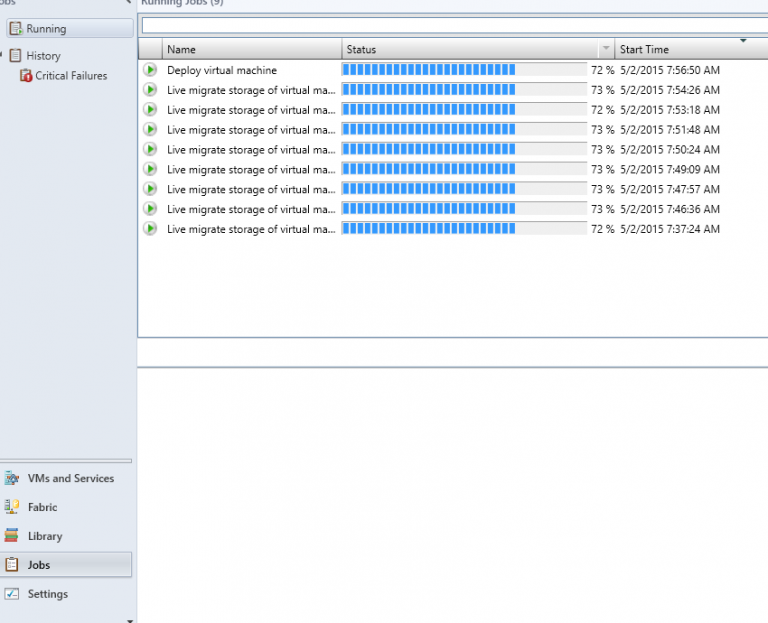 Jobs
Running Jobs (9)
Running
History
Critical Failures
Name Status Start Time
Deploy virtual machine 72 % 5/2/2015 7:56:50 AM
Live migrate storage of virtual ma... 73 % 5/2/2015 7:54:26 AM
Live migrate storage of virtual ma... 72 % 5/2/2015 7:53:18 AM
Live migrate storage of virtual ma... 73 % 5/2/2015 7:51:48 AM
Live migrate storage of virtual ma... 73 % 5/2/2015 7:50:24 AM
Live migrate storage of virtual ma... 73 % 5/2/2015 7:49:09 AM
Live migrate storage of virtual ma... 73 % 5/2/2015 7:47:57 AM
Live migrate storage of virtual ma... 73 % 5/2/2015 7:46:36 AM
Live migrate storage of virtual ma... 72 % 5/2/2015 7:37:24 AM
VMs and Services
Fabric
Library
Jobs
Settings